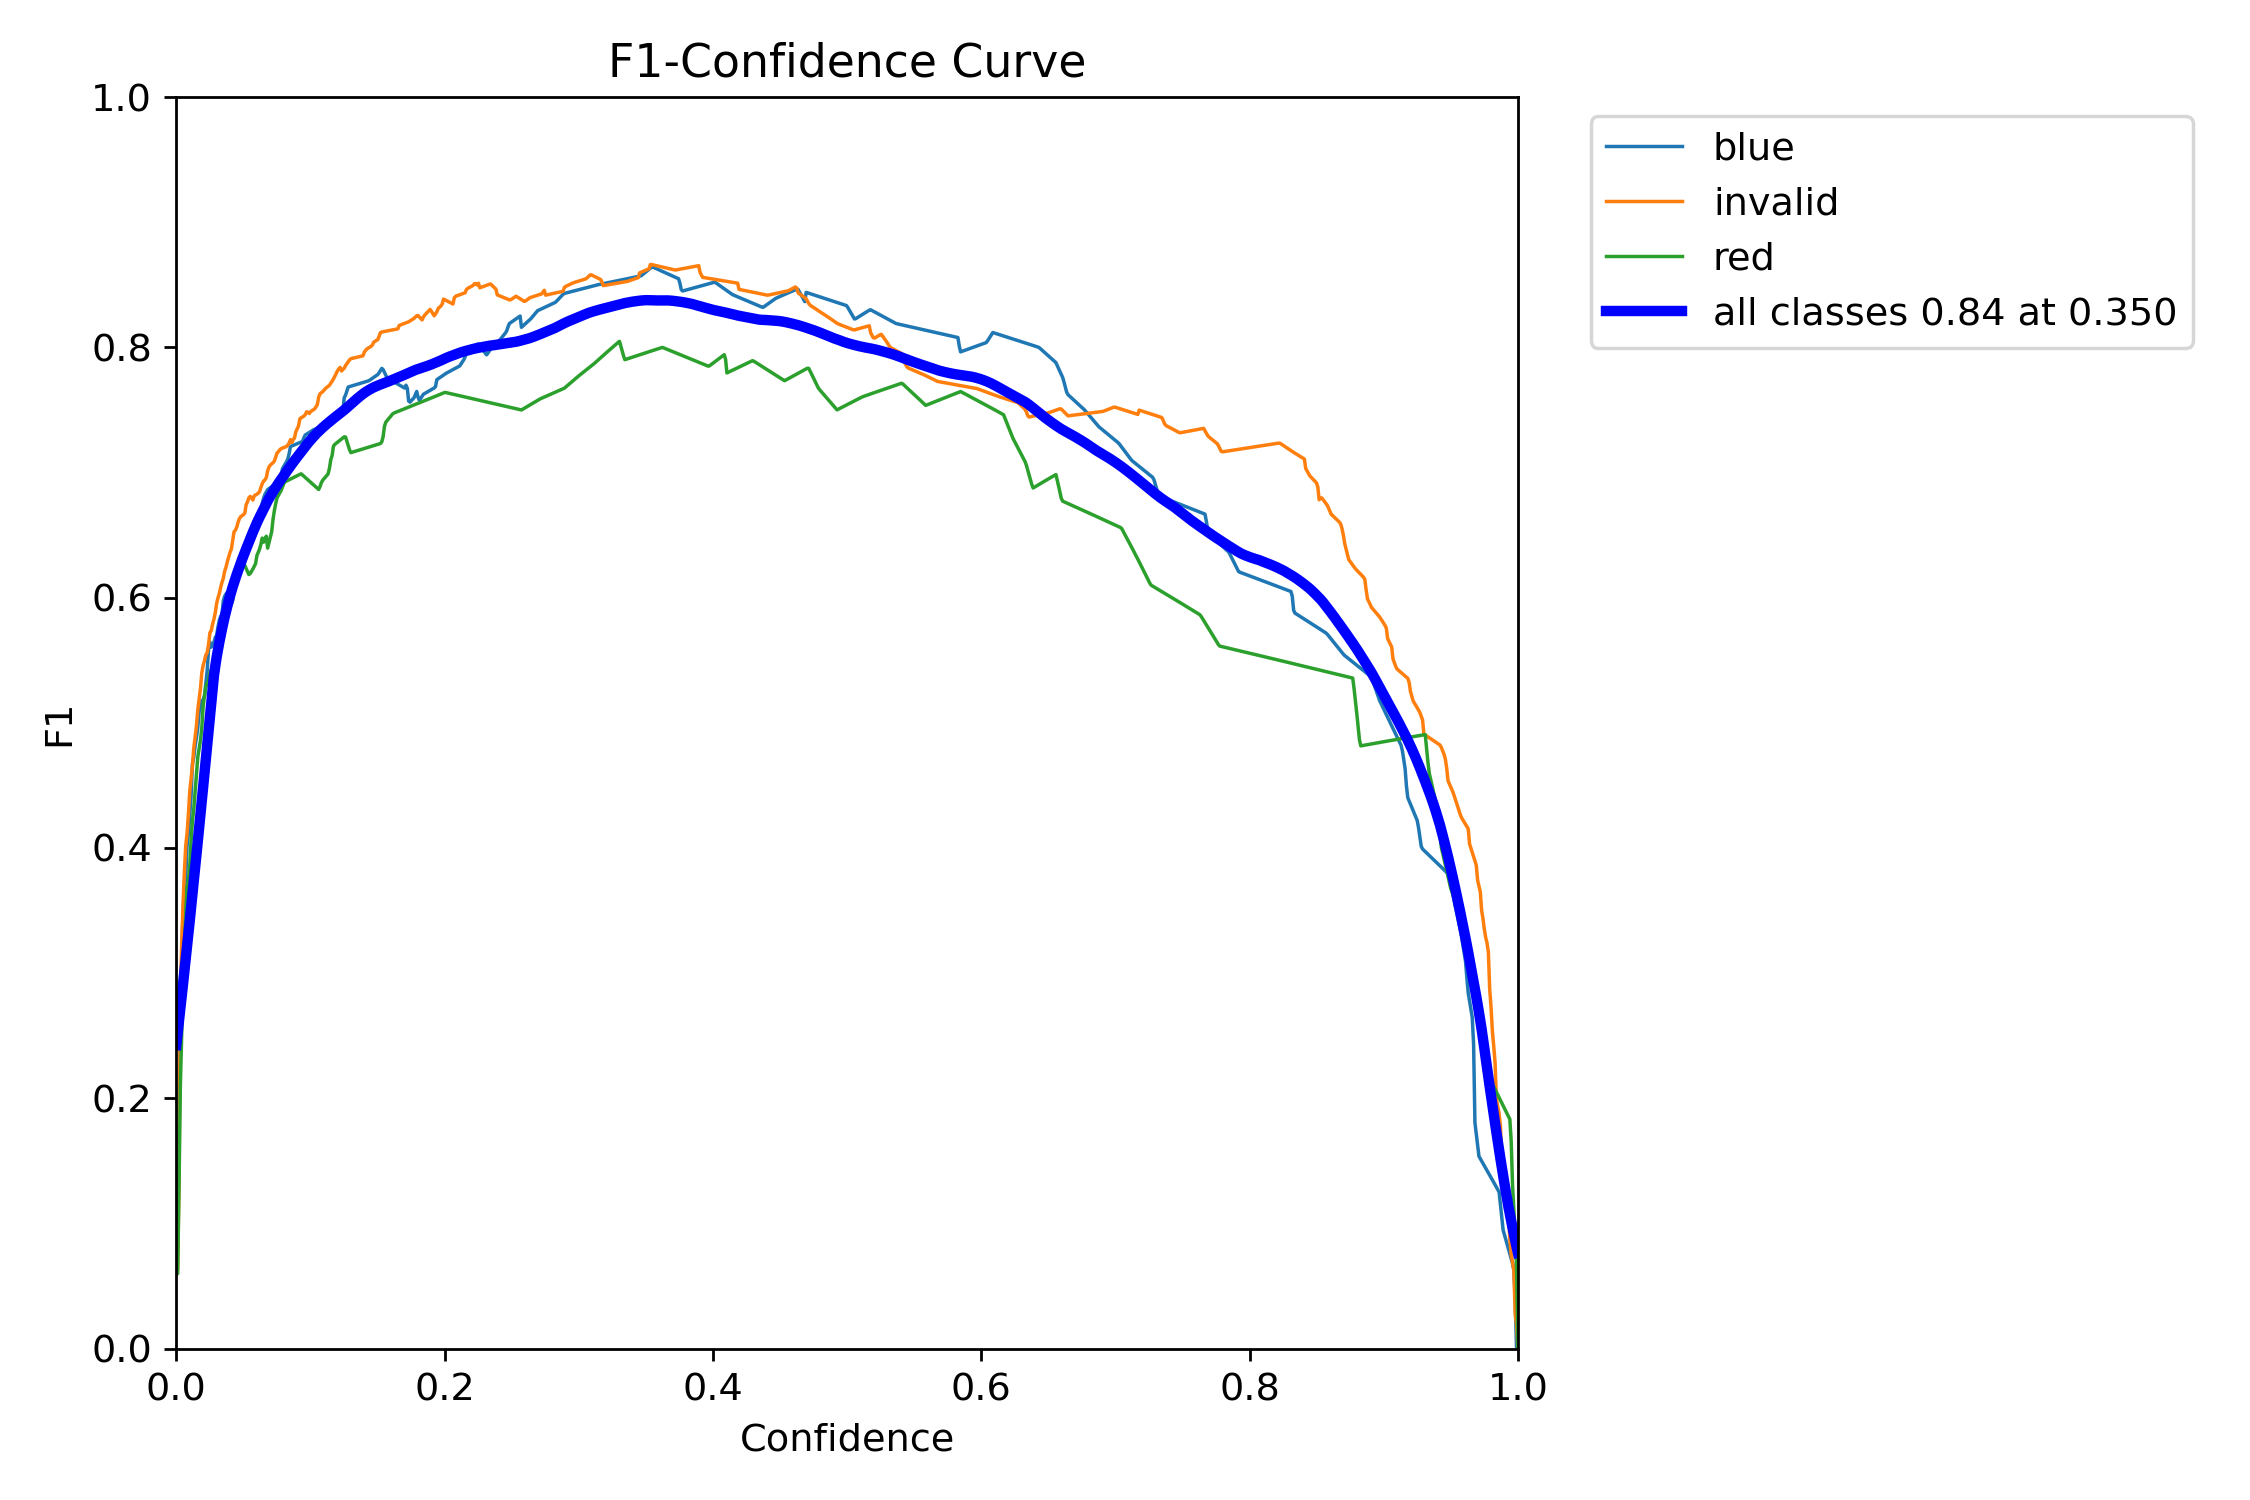 F1-Confidence Curve
1.0
0.8
0.6
0.4
0.2
0.0
F1
0.0 0.2 0.4 0.6 0.8 1.0
Confidence
blue
invalid
red
all classes 0.84 at 0.350